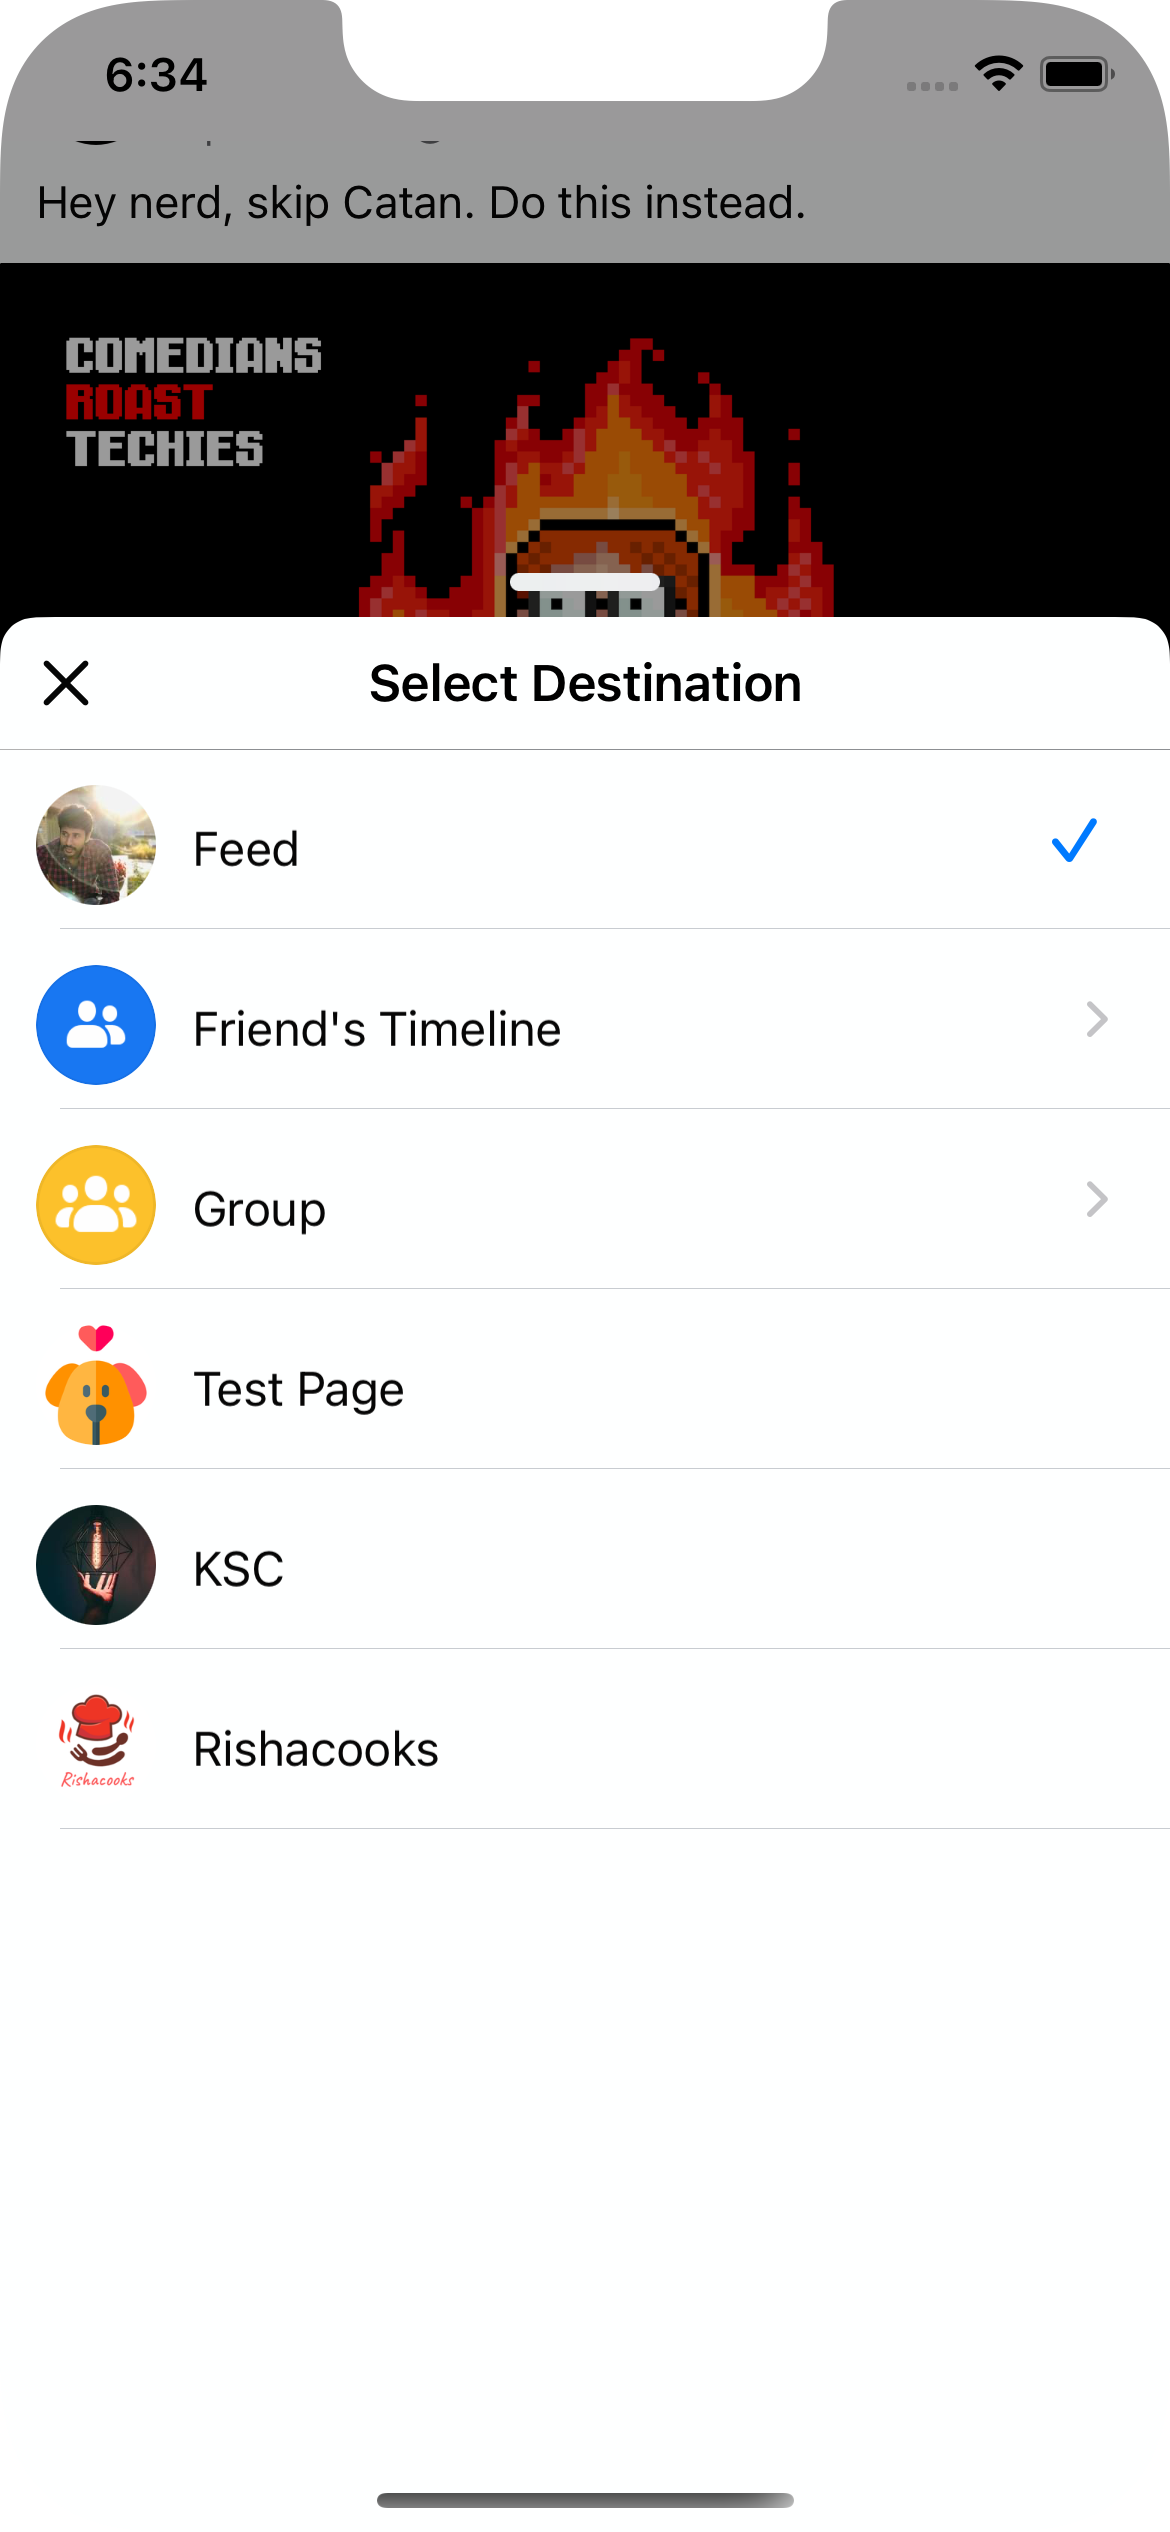 6:34
Hey nerd, skip Catan. Do this instead.
COMEDIANS
ROAST
TECHIES
Select Destination
Feed
Friend's Timeline
Group
Test Page
KSC
Rishacooks
Rishacooks